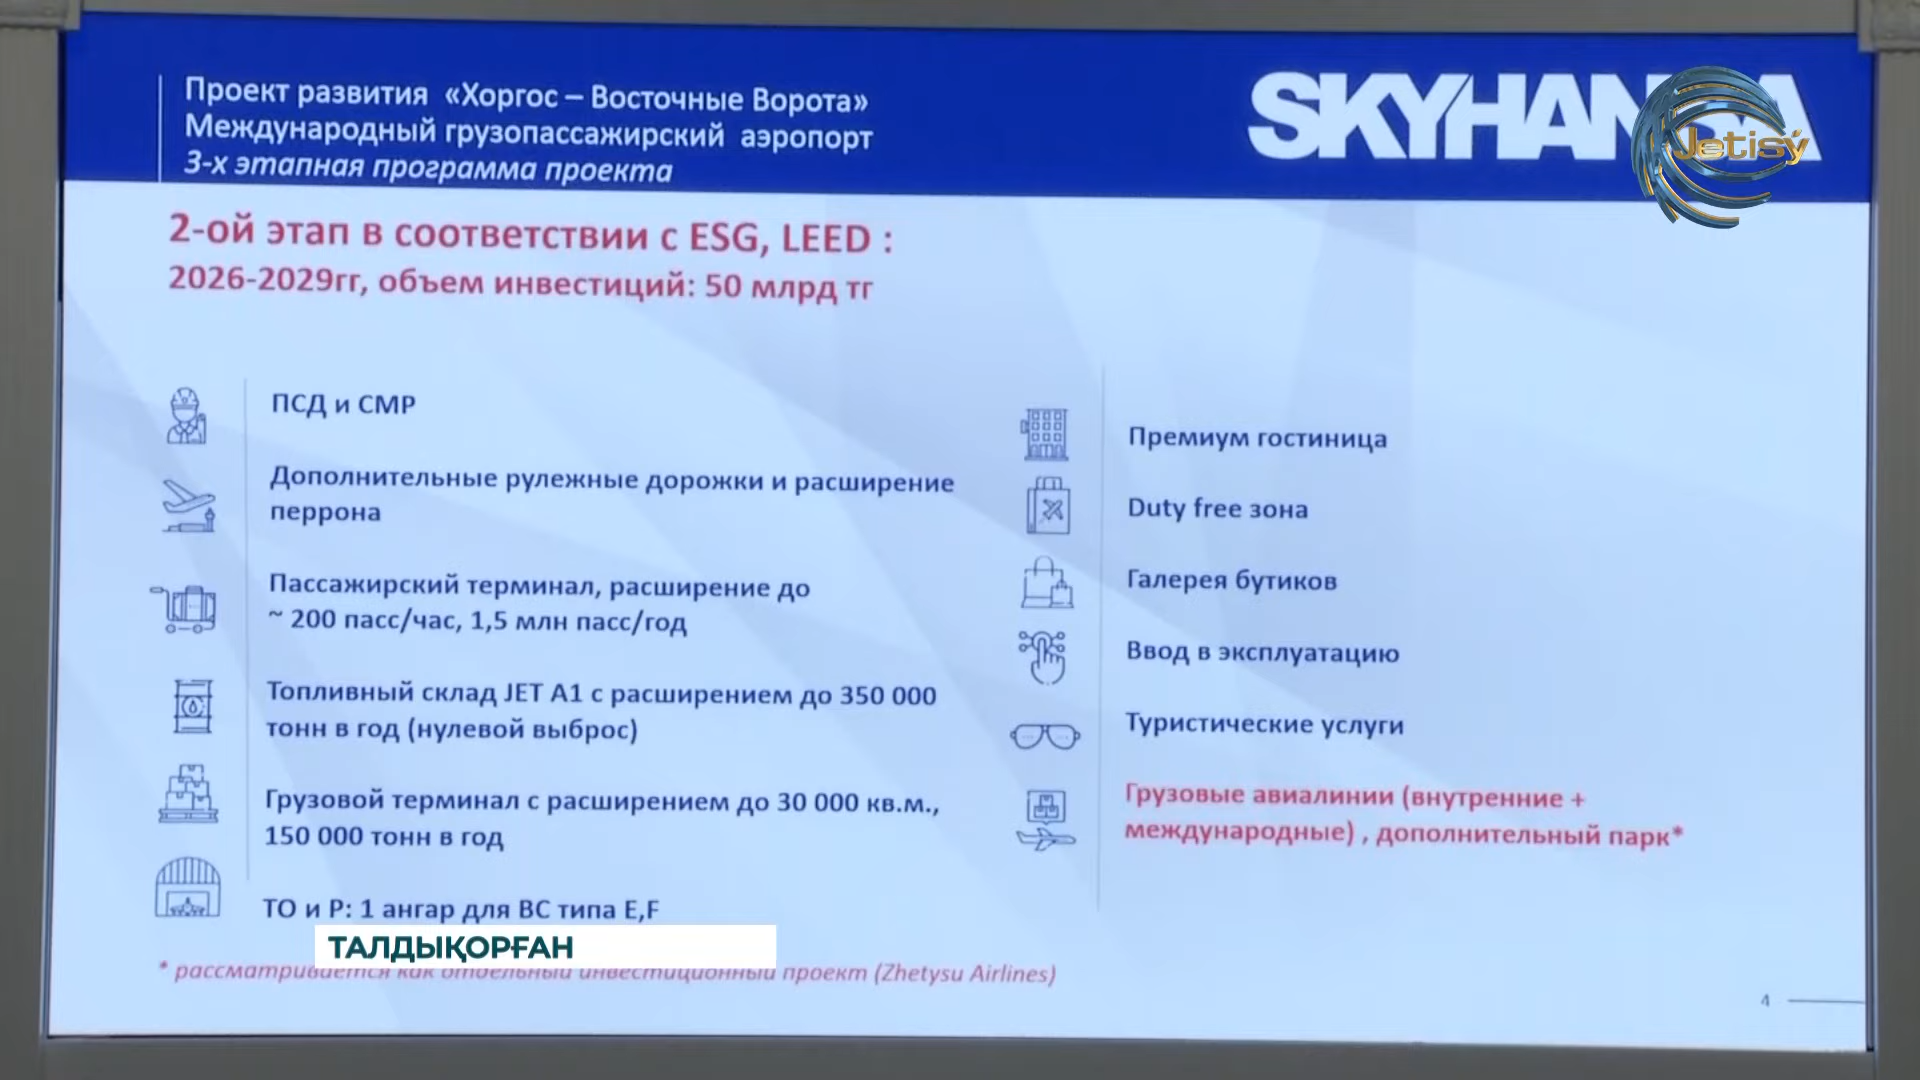 Проект развития «Хоргос – Восточные Ворота»
Международный грузопассажирский аэропорт
3-х этапная программа проекта
Jetisý
2-ой этап в соответствии с ESG, LEED :
2026-2029гг, объем инвестиций: 50 млрд тг
ПСД и СМР
Дополнительные рулежные дорожки и расширение
перрона
Пассажирский терминал, расширение до
~ 200 пасс/час, 1,5 млн пасс/год
Топливный склад JET A1 с расширением до 350 000
тонн в год (нулевой выброс)
Грузовой терминал с расширением до 30 000 кв.м.,
150 000 тонн в год
ТО и Р: 1 ангар для ВС типа E,F
Премиум гостиница
Duty free зона
Галерея бутиков
Ввод в эксплуатацию
Туристические услуги
Грузовые авиалинии (внутренние +
международные) , дополнительный парк*
ТАЛДЫҚОРҒАН
* рассматривается как отдельный инвестиционный проект (Zhetysu Airlines)
4